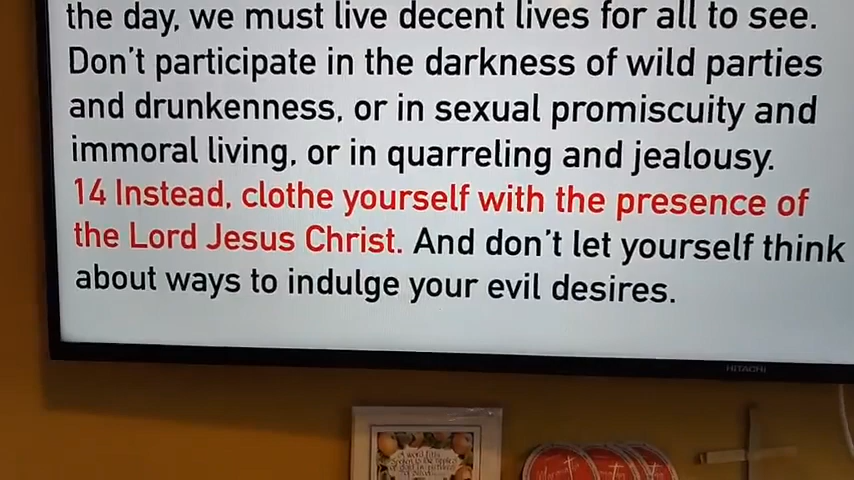 the day, we must live decent lives for all to see.
Don't participate in the darkness of wild parties
and drunkenness, or in sexual promiscuity and
immoral living, or in quarreling and jealousy.
14 Instead, clothe yourself with the presence of
the Lord Jesus Christ. And don't let yourself think
about ways to indulge your evil desires.
HITACHI
A word fitly